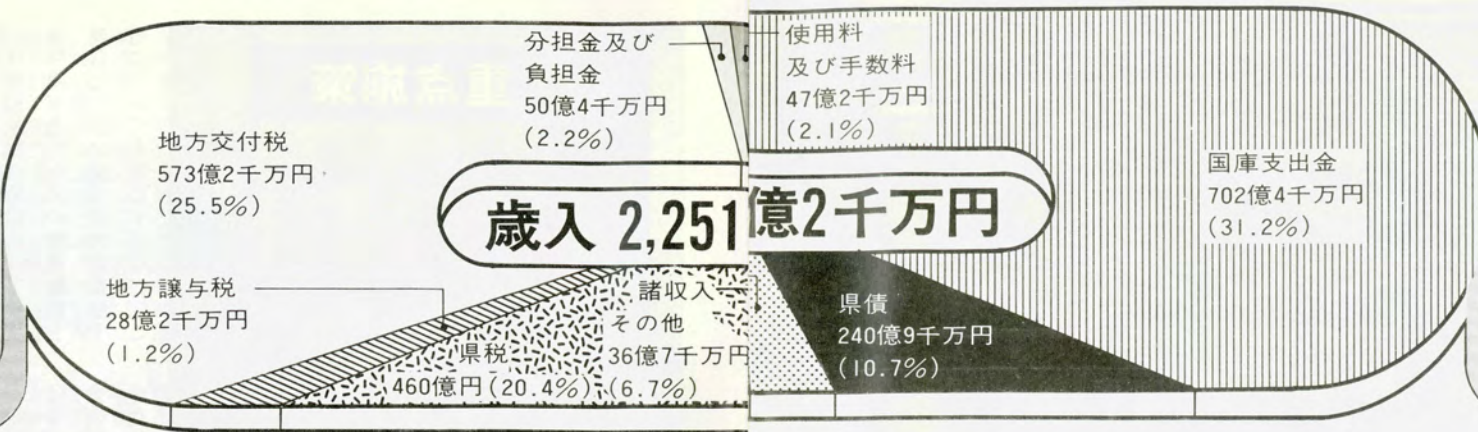 分担金及び
負担金
50億4千万円
(2.2%)
使用料
及び手数料
47億2千万円
(2.1%)
地方交付税
573億2千万円
(25.5%)
国庫支出金
702億4千万円
(31.2%)
歳入 2,251億2千万円
地方譲与税
28億2千万円
(1.2%)
県税
460億円(20.4%)
諸収入
その他
36億7千万円
(6.7%)
県債
240億9千万円
(10.7%)
重点施策